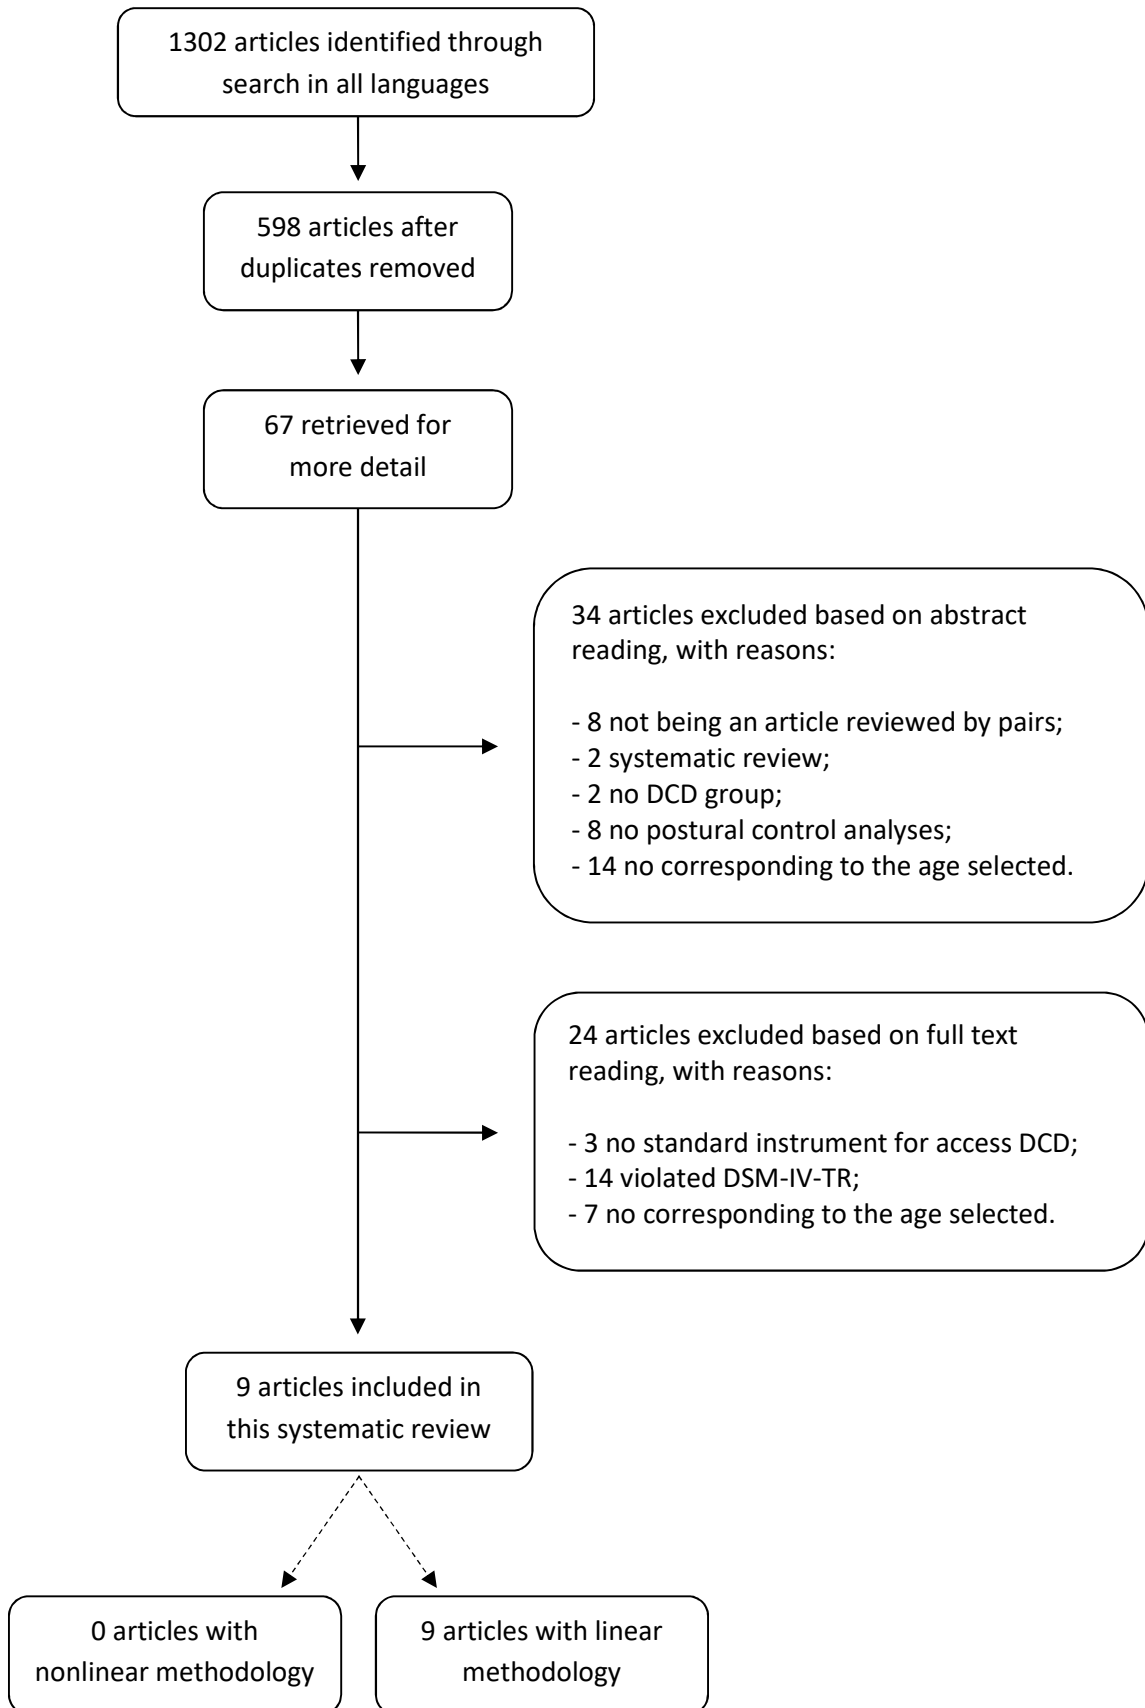 1302 articles identified through
search in all languages
598 articles after
duplicates removed
67 retrieved for
more detail
34 articles excluded based on abstract
reading, with reasons:
- 8 not being an article reviewed by pairs;
- 2 systematic review;
- 2 no DCD group;
- 8 no postural control analyses;
- 14 no corresponding to the age selected.
24 articles excluded based on full text
reading, with reasons:
- 3 no standard instrument for access DCD;
- 14 violated DSM-IV-TR;
- 7 no corresponding to the age selected.
9 articles included in
this systematic review
0 articles with
nonlinear methodology
9 articles with linear
methodology